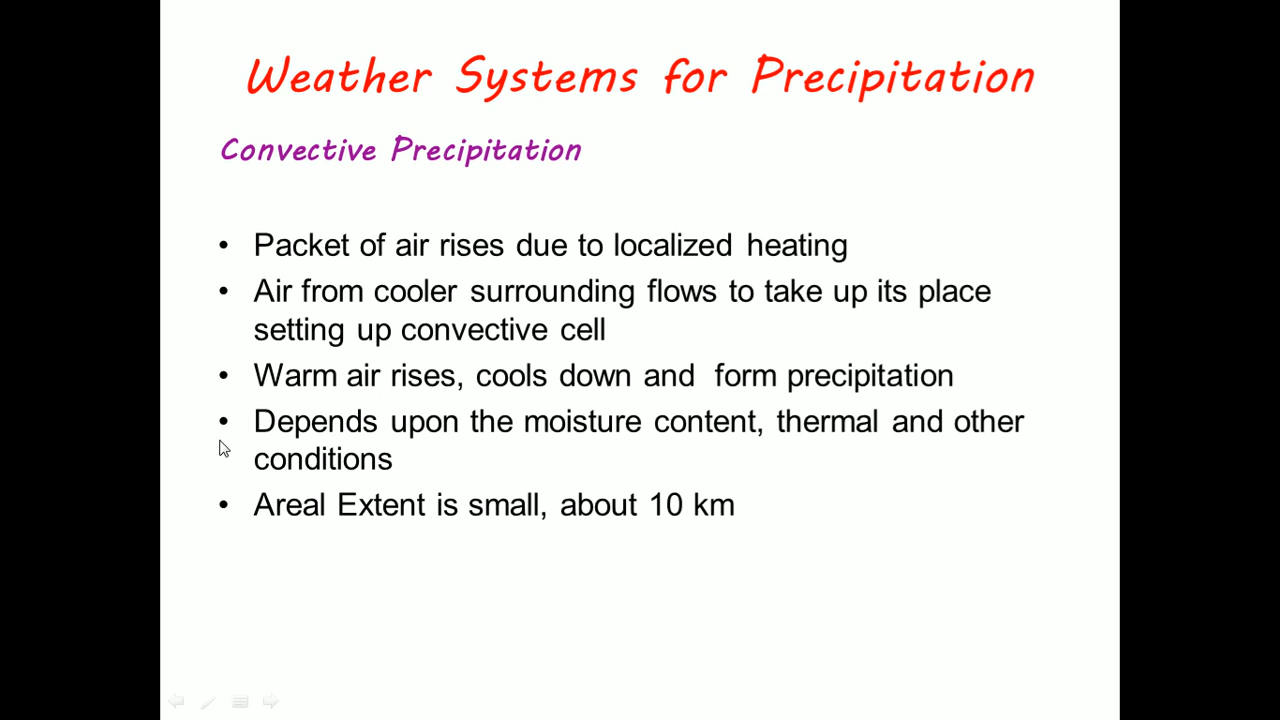 Weather Systems for Precipitation
Convective Precipitation
• Packet of air rises due to localized heating
• Air from cooler surrounding flows to take up its place
setting up convective cell
• Warm air rises, cools down and form precipitation
• Depends upon the moisture content, thermal and other
conditions
• Areal Extent is small, about 10 km